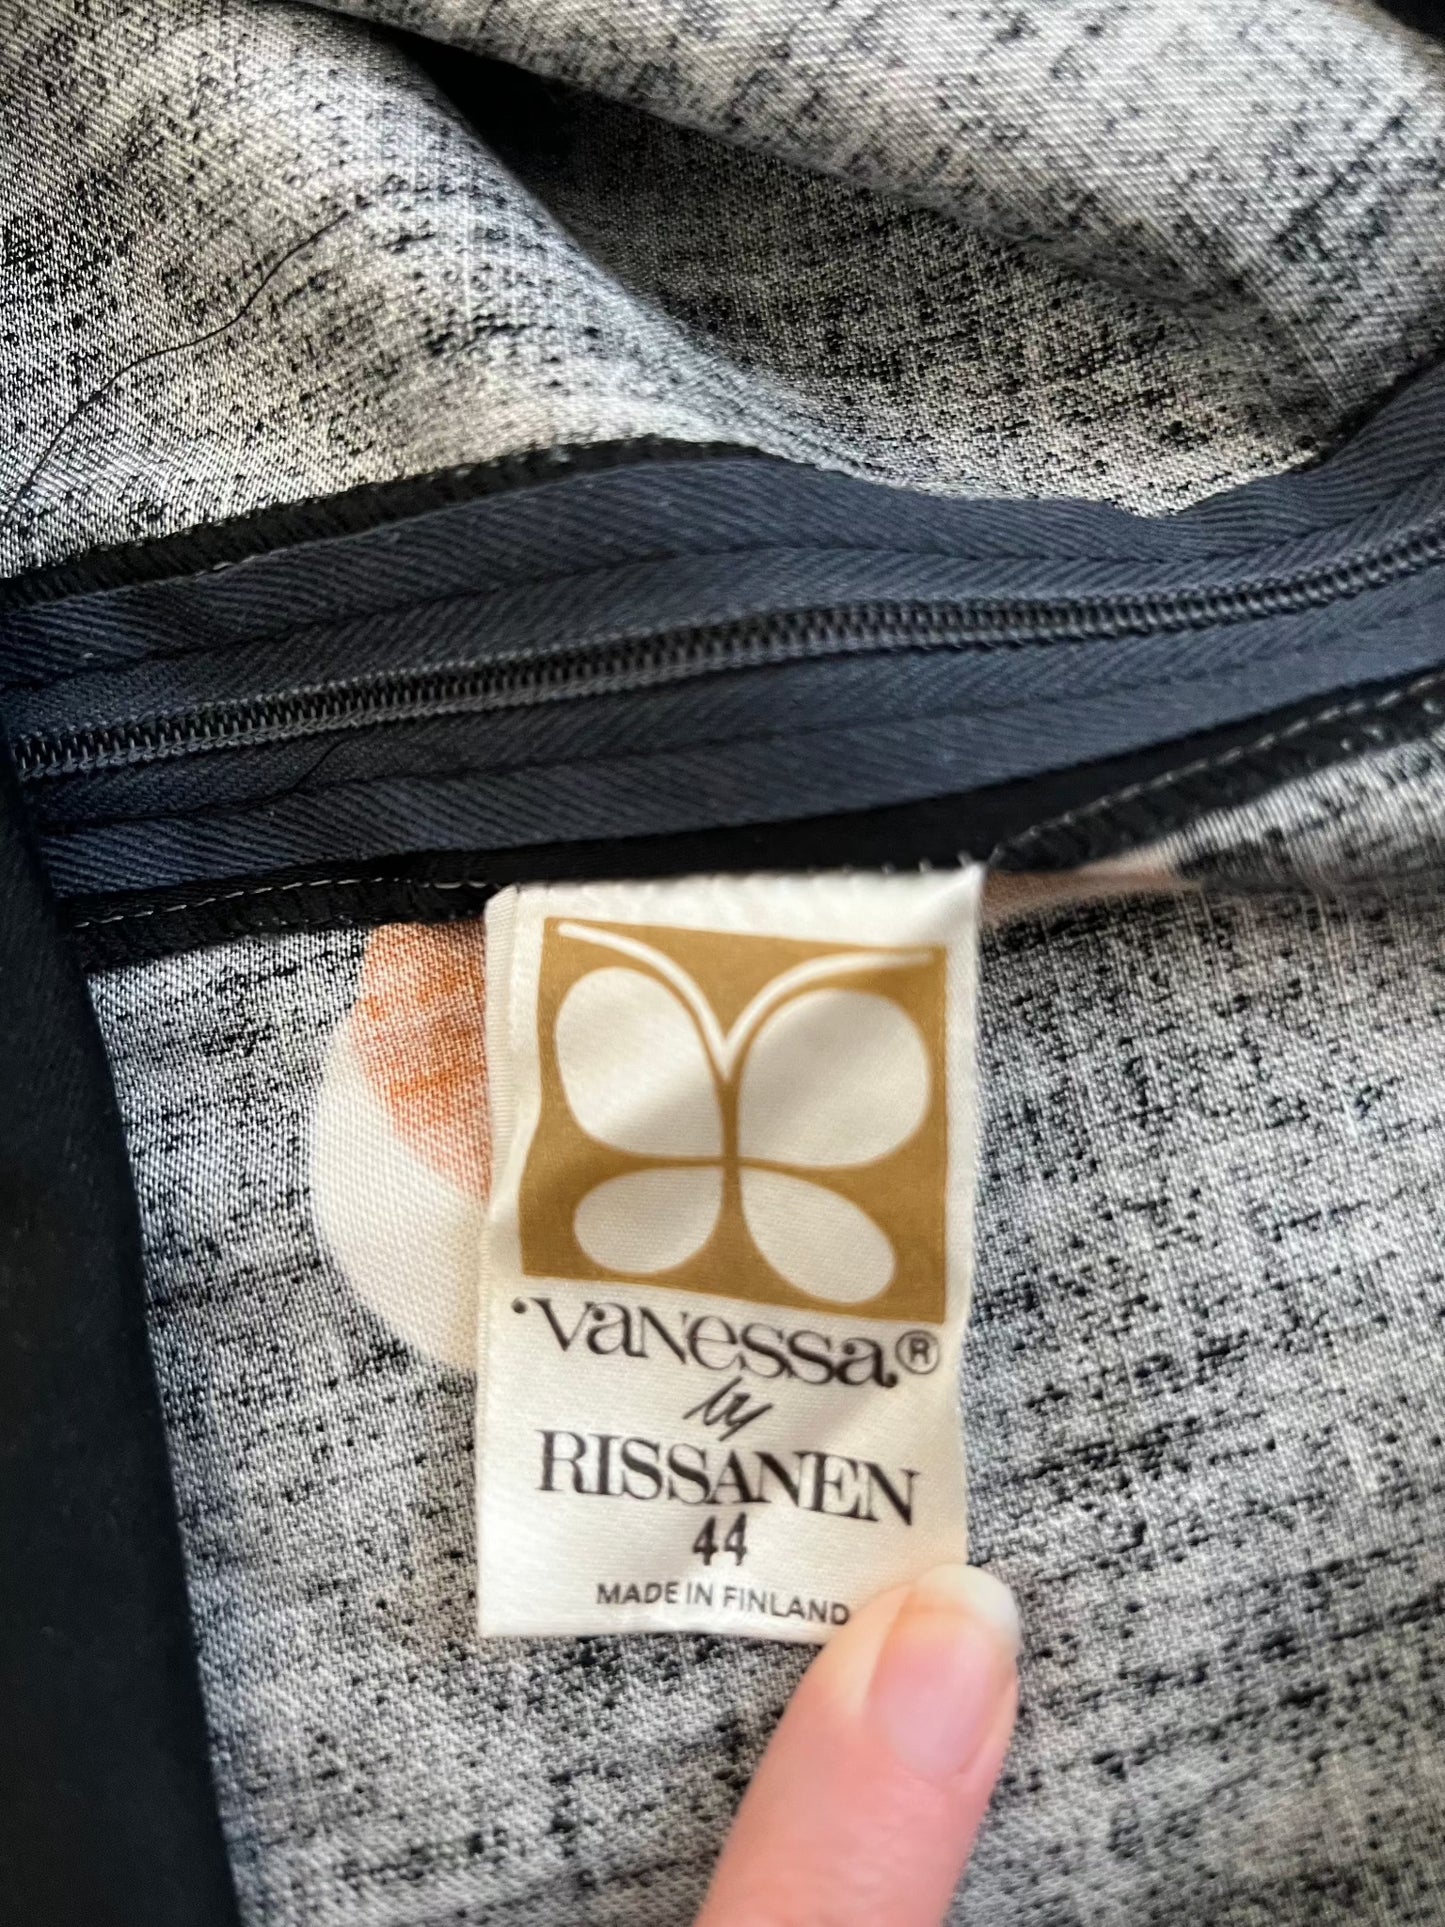 Vanessa®
by
RISSANEN
44
MADE IN FINLAND